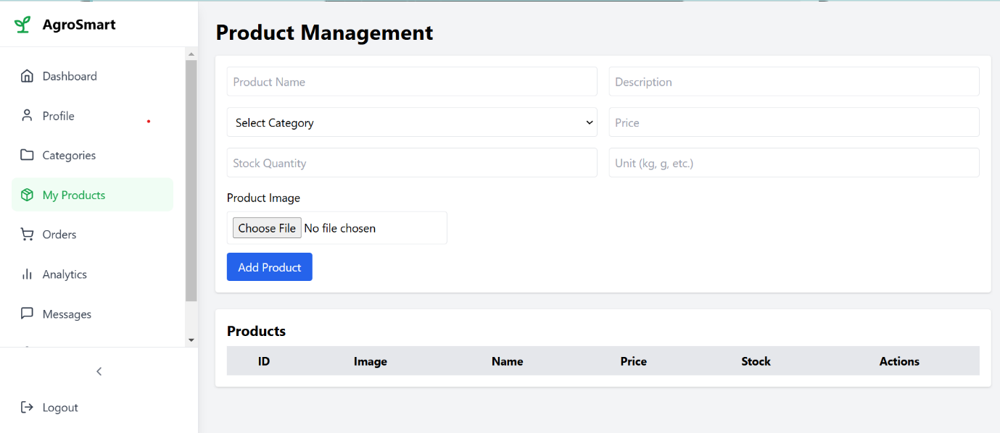 AgroSmart
Dashboard
Profile
Categories
My Products
Orders
Analytics
Messages
Logout
Product Management
Product Name
Description
Select Category
Price
Stock Quantity
Unit (kg, g, etc.)
Product Image
Choose File No file chosen
Add Product
Products
ID Image Name Price Stock Actions